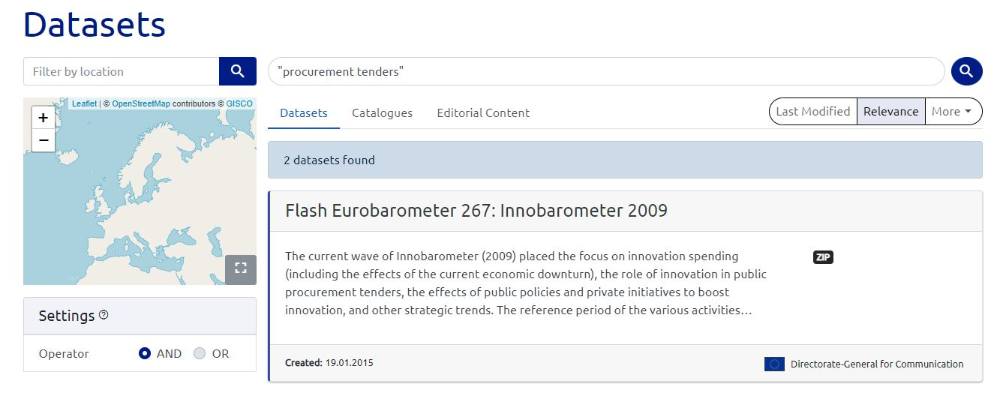 Datasets
Filter by location
"procurement tenders"
+
−
Leaflet | © OpenStreetMap contributors © GISCO
Datasets Catalogues Editorial Content
Last Modified Relevance More
2 datasets found
Flash Eurobarometer 267: Innobarometer 2009
The current wave of Innobarometer (2009) placed the focus on innovation spending
(including the effects of the current economic downturn), the role of innovation in public
procurement tenders, the effects of public policies and private initiatives to boost
innovation, and other strategic trends. The reference period of the various activities…
ZIP
Settings ?
Operator AND OR
Created: 19.01.2015
Directorate-General for Communication